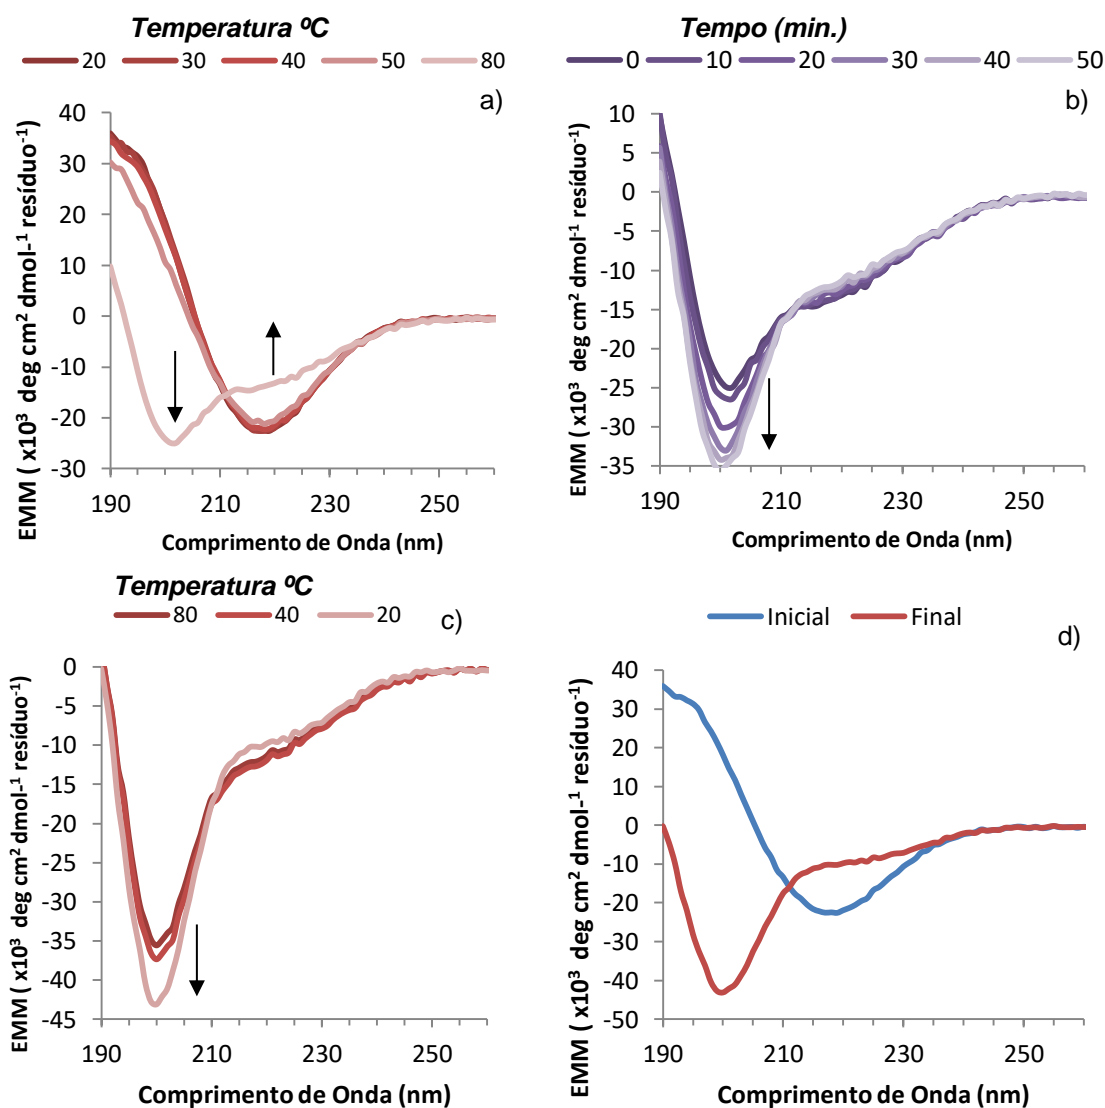 Temperatura ºC
20 30 40 50 80
a)
40
30
20
10
0
-10
-20
-30
EMM ( x10³ deg cm² dmol-¹ resíduo-¹)
190 210 230 250
Comprimento de Onda (nm)
Tempo (min.)
0 10 20 30 40 50
b)
10
5
0
-5
-10
-15
-20
-25
-30
-35
EMM ( x10³ deg cm² dmol-¹ resíduo-¹)
190 210 230 250
Comprimento de Onda (nm)
Temperatura ºC
80 40 20
c)
0
-5
-10
-15
-20
-25
-30
-35
-40
-45
EMM ( x10³ deg cm² dmol-¹ resíduo-¹)
190 210 230 250
Comprimento de Onda (nm)
Inicial Final
d)
40
30
20
10
0
-10
-20
-30
-40
-50
EMM ( x10³ deg cm² dmol-¹ resíduo-¹)
190 210 230 250
Comprimento de Onda (nm)